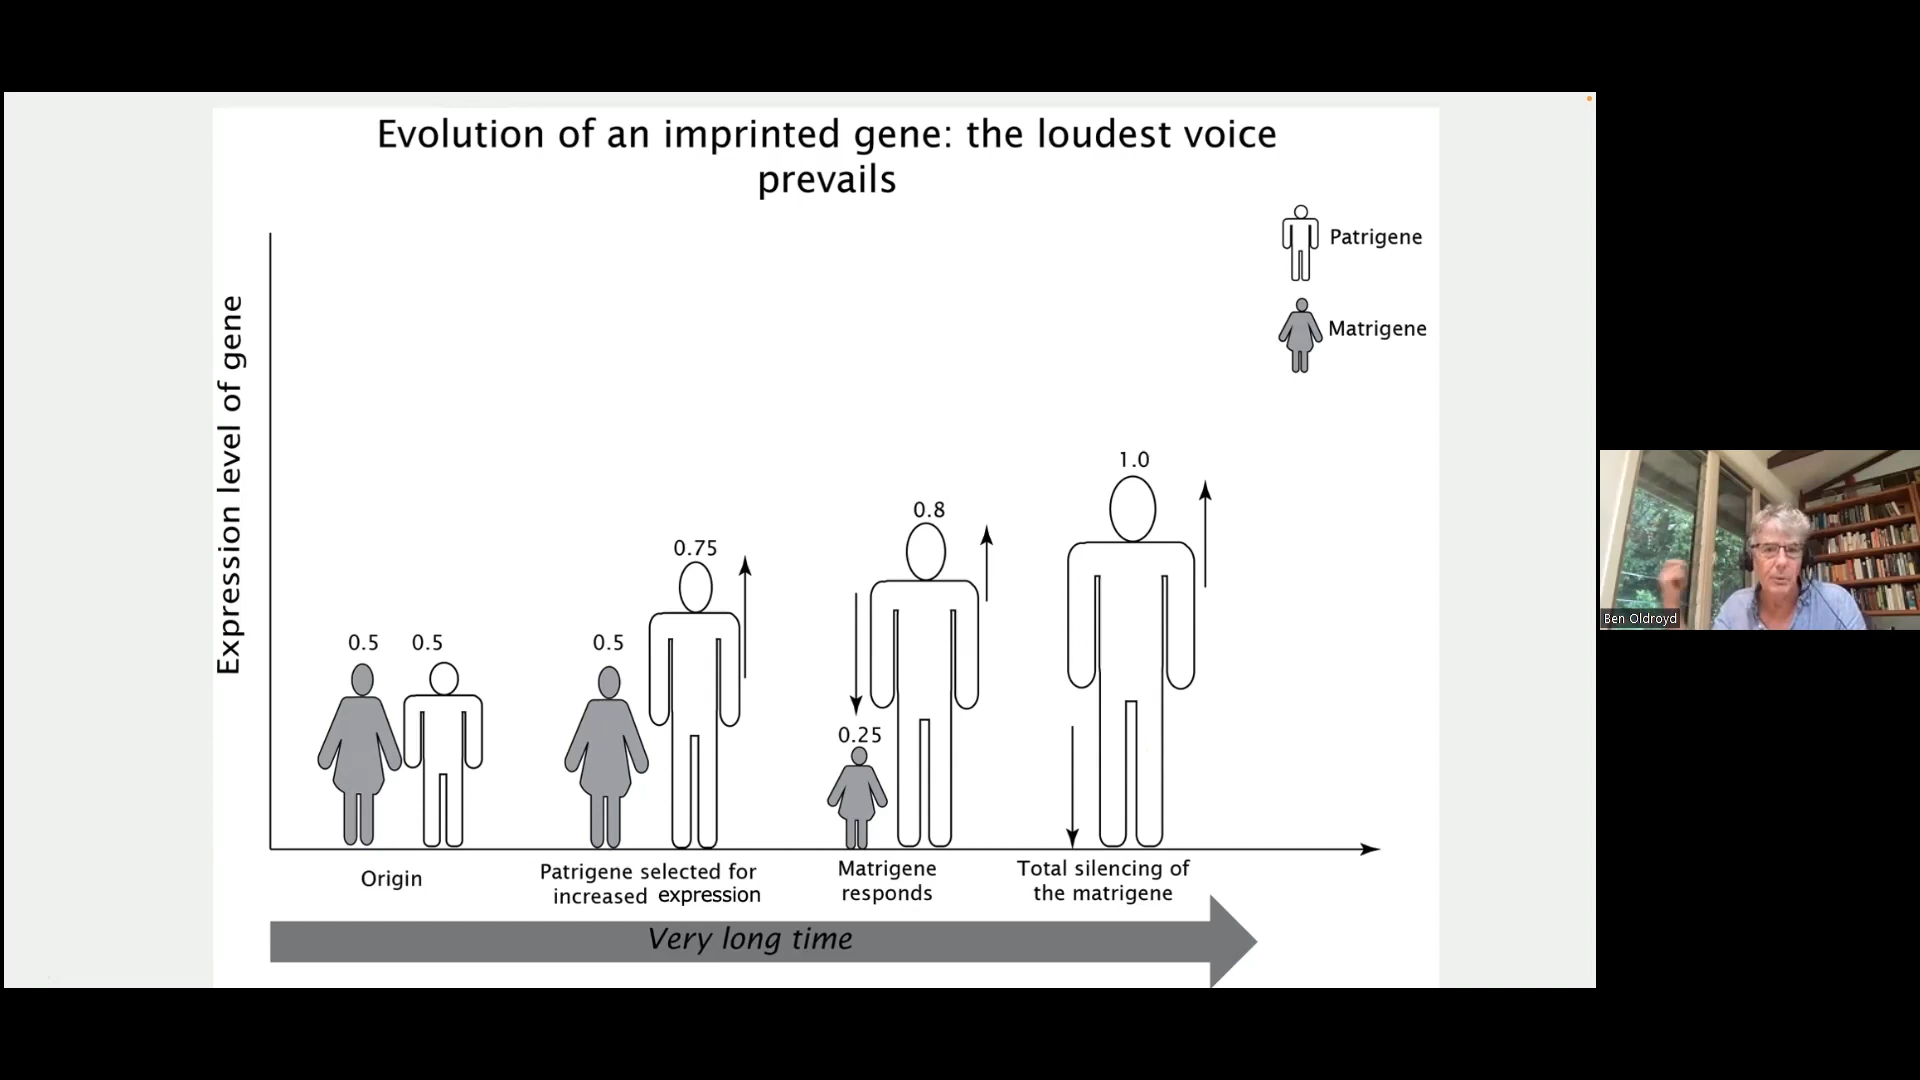 Evolution of an imprinted gene: the loudest voice
prevails
Patrigene
Matrigene
Expression level of gene
0.5
0.5
0.5
0.75
0.25
0.8
1.0
Origin
Patrigene selected for
increased expression
Matrigene
responds
Total silencing of
the matrigene
Very long time
Ben Oldroyd